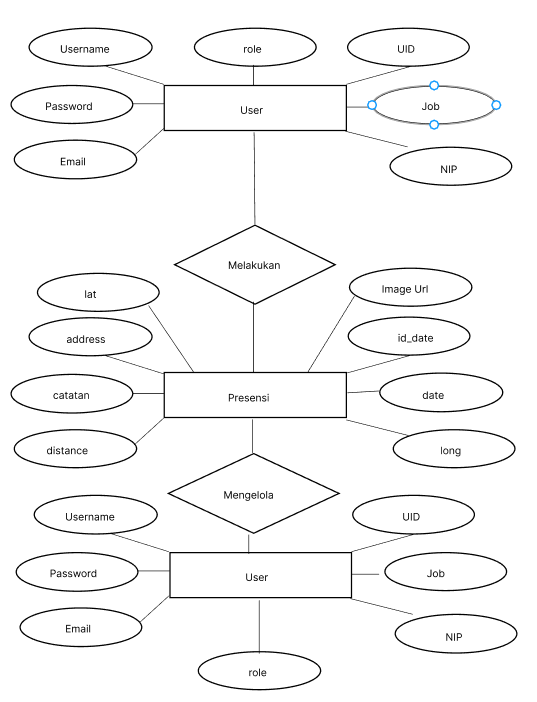 Username
role
UID
Password
User
Job
Email
NIP
Melakukan
lat
Image Url
address
id_date
catatan
Presensi
date
distance
long
Mengelola
Username
UID
Password
User
Job
Email
NIP
role